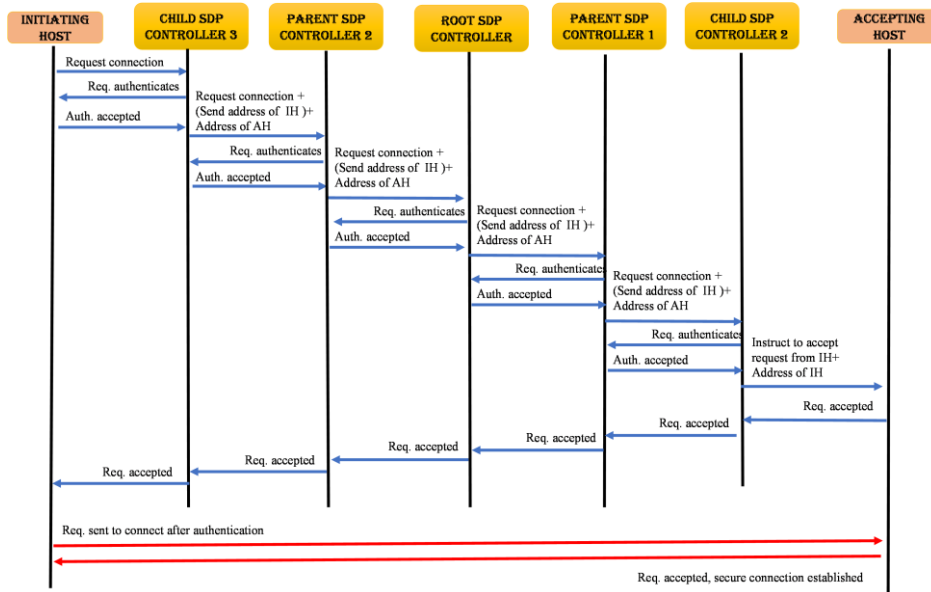 INITIATING
HOST
CHILD SDP
CONTROLLER 3
PARENT SDP
CONTROLLER 2
ROOT SDP
CONTROLLER
PARENT SDP
CONTROLLER 1
CHILD SDP
CONTROLLER 2
ACCEPTING
HOST
Request connection
Req. authenticates
Auth. accepted
Request connection +
(Send address of IH )+
Address of AH
Req. authenticates
Auth. accepted
Request connection +
(Send address of IH )+
Address of AH
Req. authenticates
Auth. accepted
Request connection +
(Send address of IH )+
Address of AH
Req. authenticates
Auth. accepted
Request connection +
(Send address of IH )+
Address of AH
Req. authenticates
Auth. accepted
Instruct to accept
request from IH+
Address of IH
Req. accepted
Req. accepted
Req. accepted
Req. accepted
Req. accepted
Req. sent to connect after authentication
Req. accepted, secure connection established